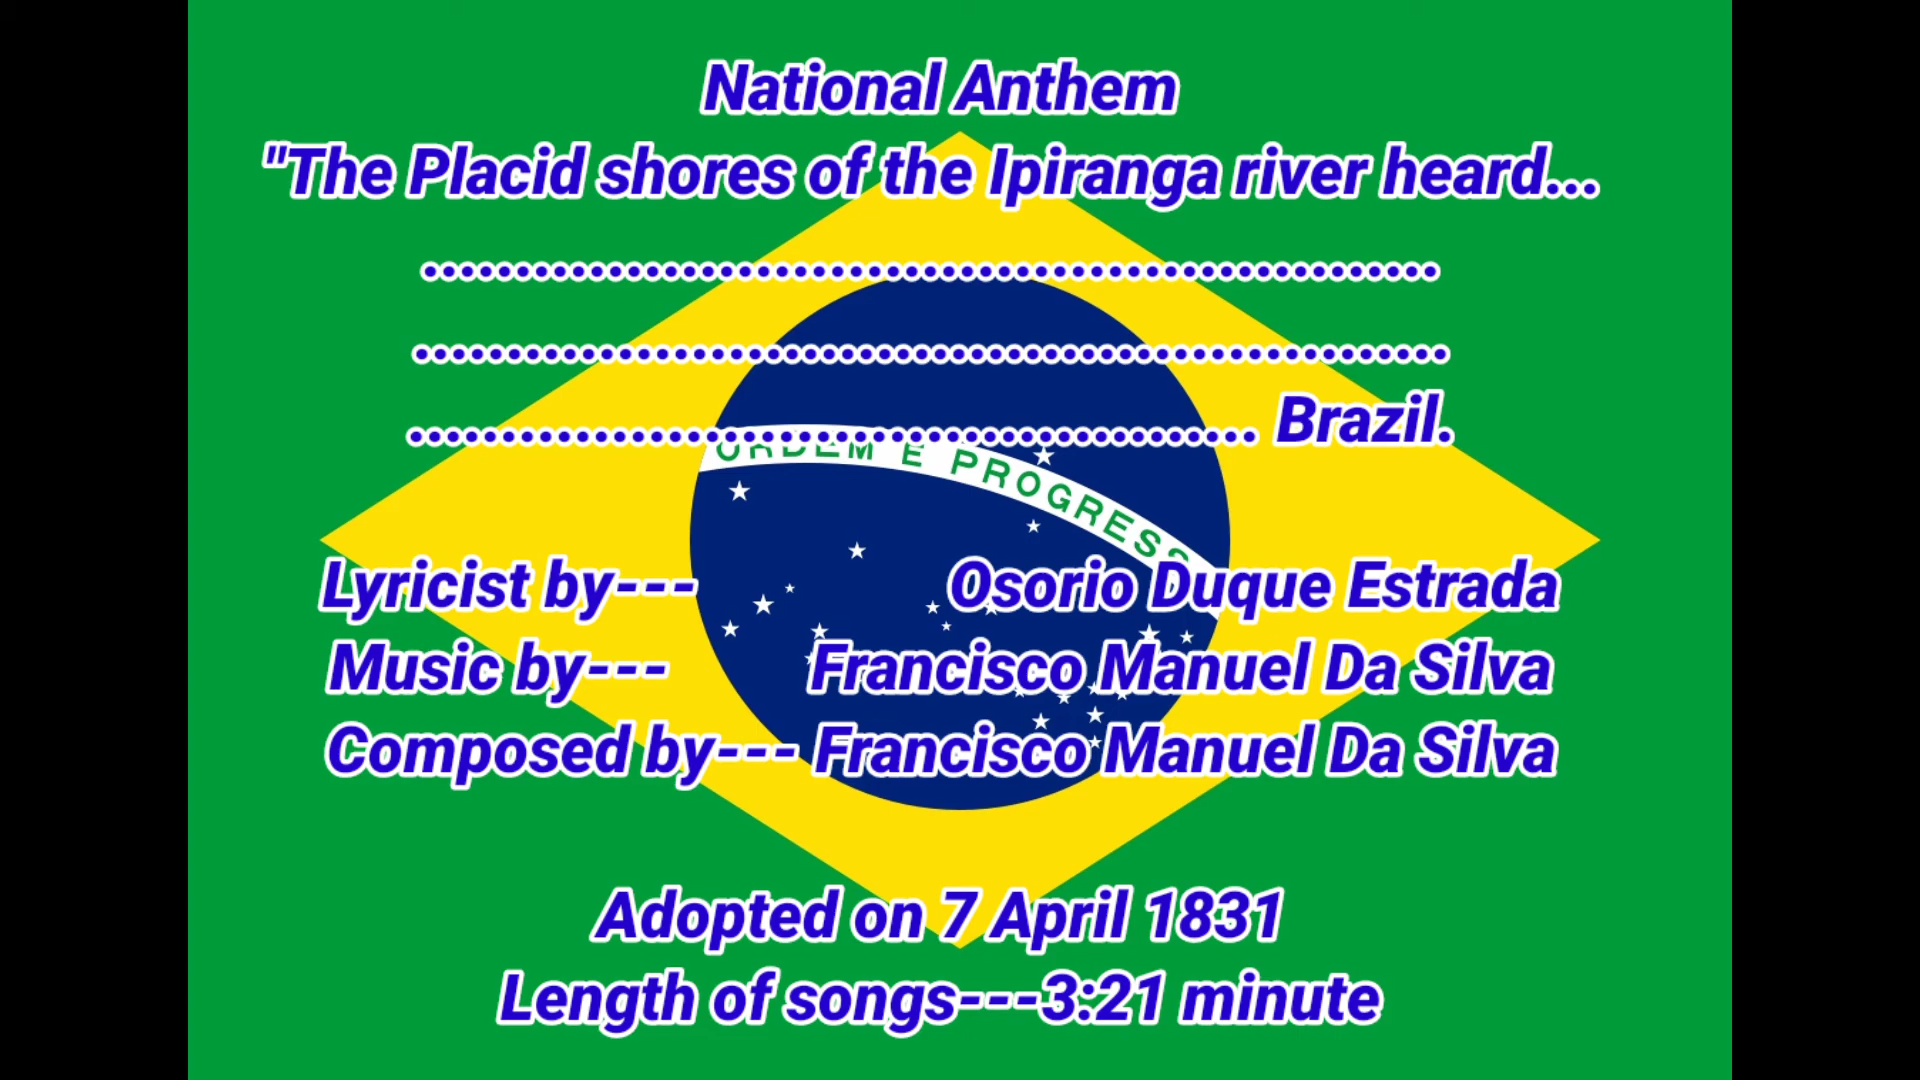 National Anthem
"The Placid shores of the Ipiranga river heard...
.......................................................
........................................................
.............................................. Brazil.
ORDEM E PROGRESSO
Lyricist by--- Osorio Duque Estrada
Music by--- Francisco Manuel Da Silva
Composed by--- Francisco Manuel Da Silva
Adopted on 7 April 1831
Length of songs---3:21 minute